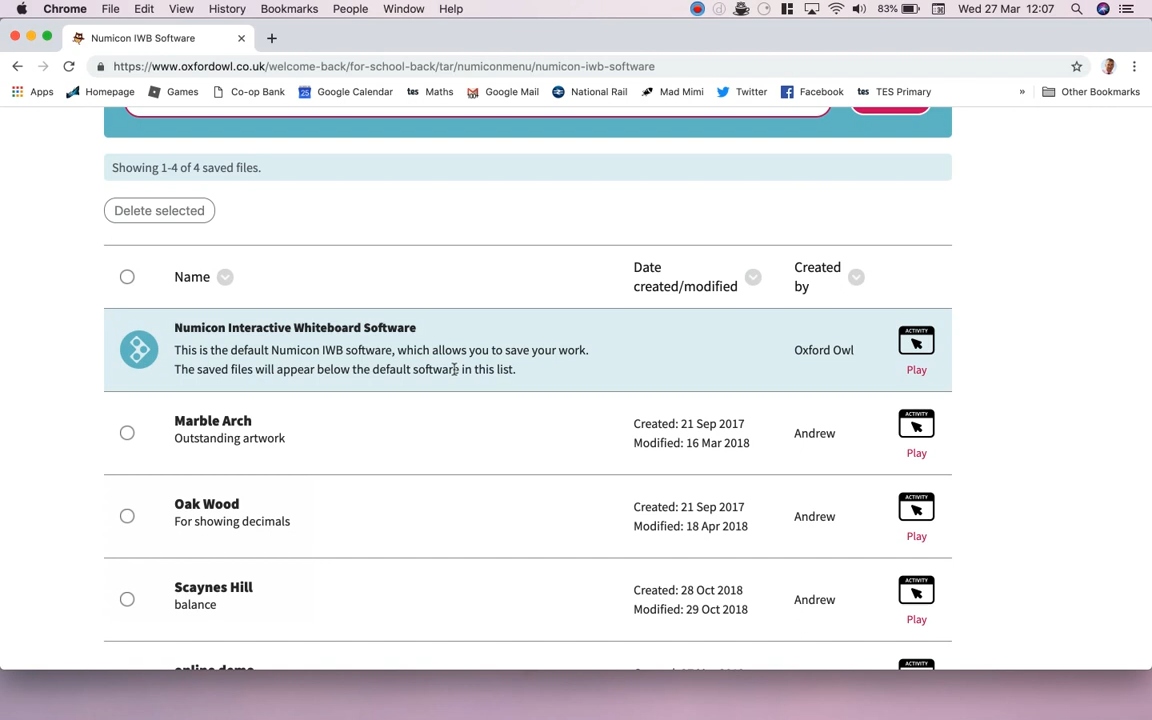 Chrome File Edit View History Bookmarks People Window Help 83% Wed 27 Mar 12:07
Numicon IWB Software
https://www.oxfordowl.co.uk/welcome-back/for-school-back/tar/numiconmenu/numicon-iwb-software
Apps Homepage Games Co-op Bank 25 Google Calendar tes Maths Google Mail National Rail Mad Mimi Twitter Facebook tes TES Primary » Other Bookmarks
Showing 1-4 of 4 saved files.
Delete selected
Name Date created/modified Created by
Numicon Interactive Whiteboard Software
This is the default Numicon IWB software, which allows you to save your work.
The saved files will appear below the default software in this list.
Oxford Owl
ACTIVITY
Play
Marble Arch
Outstanding artwork
Created: 21 Sep 2017
Modified: 16 Mar 2018
Andrew
ACTIVITY
Play
Oak Wood
For showing decimals
Created: 21 Sep 2017
Modified: 18 Apr 2018
Andrew
ACTIVITY
Play
Scaynes Hill
balance
Created: 28 Oct 2018
Modified: 29 Oct 2018
Andrew
ACTIVITY
Play
online demo
ACTIVITY